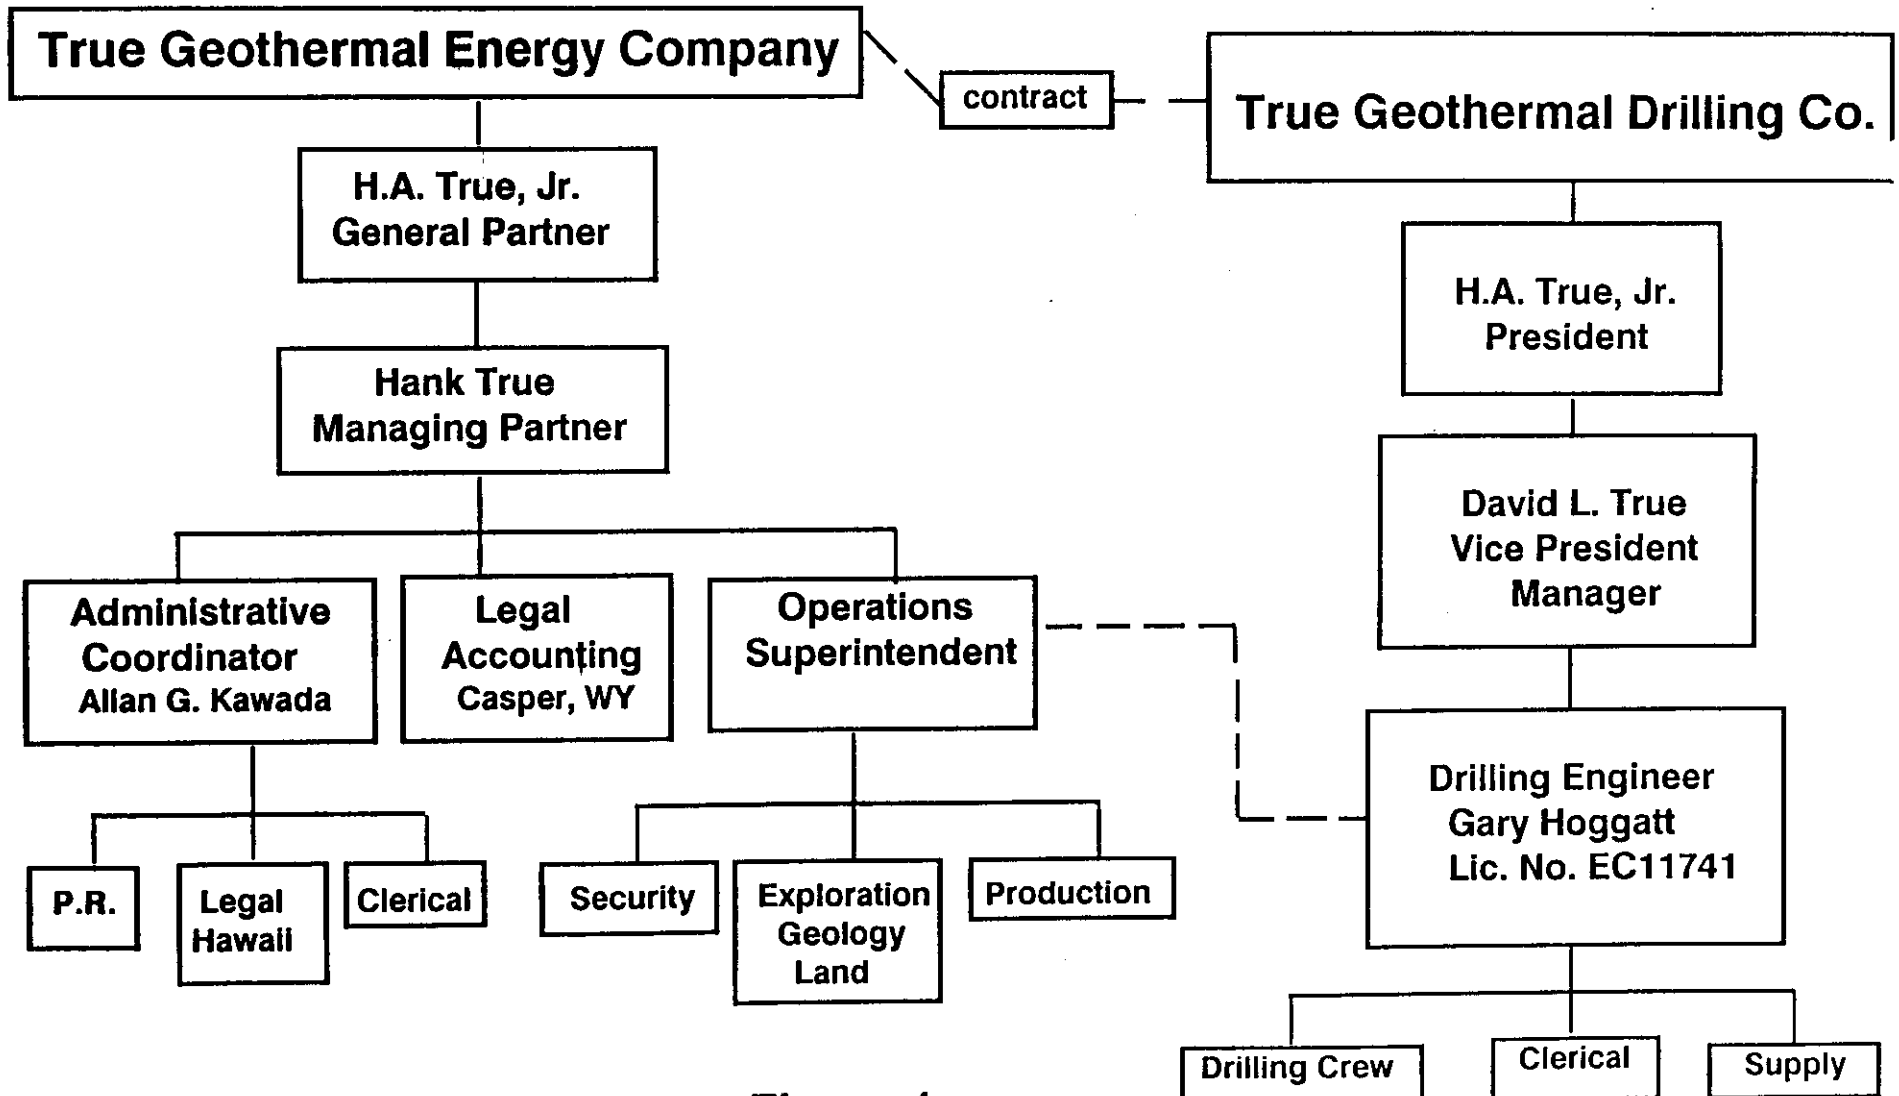 True Geothermal Energy Company
contract
True Geothermal Drilling Co.
H.A. True, Jr.
General Partner
Hank True
Managing Partner
Administrative
Coordinator
Allan G. Kawada
Legal
Accounting
Casper, WY
Operations
Superintendent
P.R.
Legal
Hawaii
Clerical
Security
Exploration
Geology
Land
Production
H.A. True, Jr.
President
David L. True
Vice President
Manager
Drilling Engineer
Gary Hoggatt
Lic. No. EC11741
Drilling Crew
Clerical
Supply